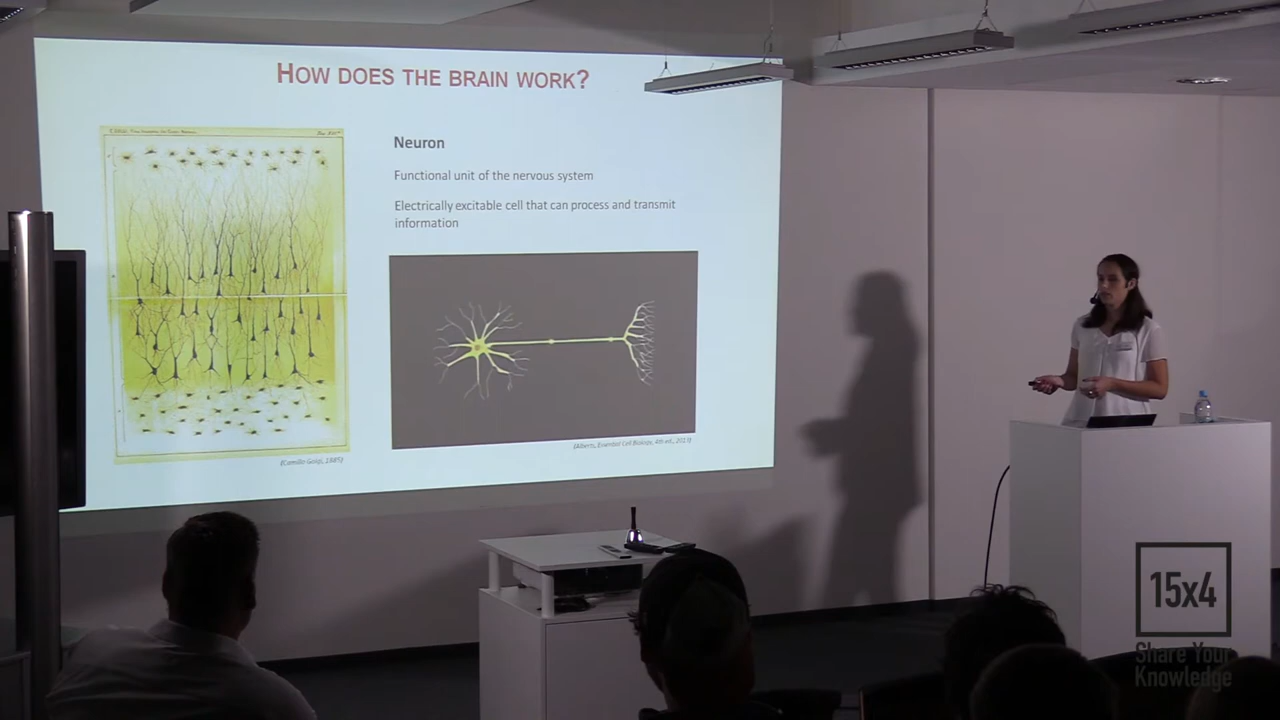 HOW DOES THE BRAIN WORK?
Neuron
Functional unit of the nervous system
Electrically excitable cell that can process and transmit
information
(Camillo Golgi, 1885)
(Alberts, Essential Cell Biology, 4th ed., 2013)
15x4
Share Your
Knowledge